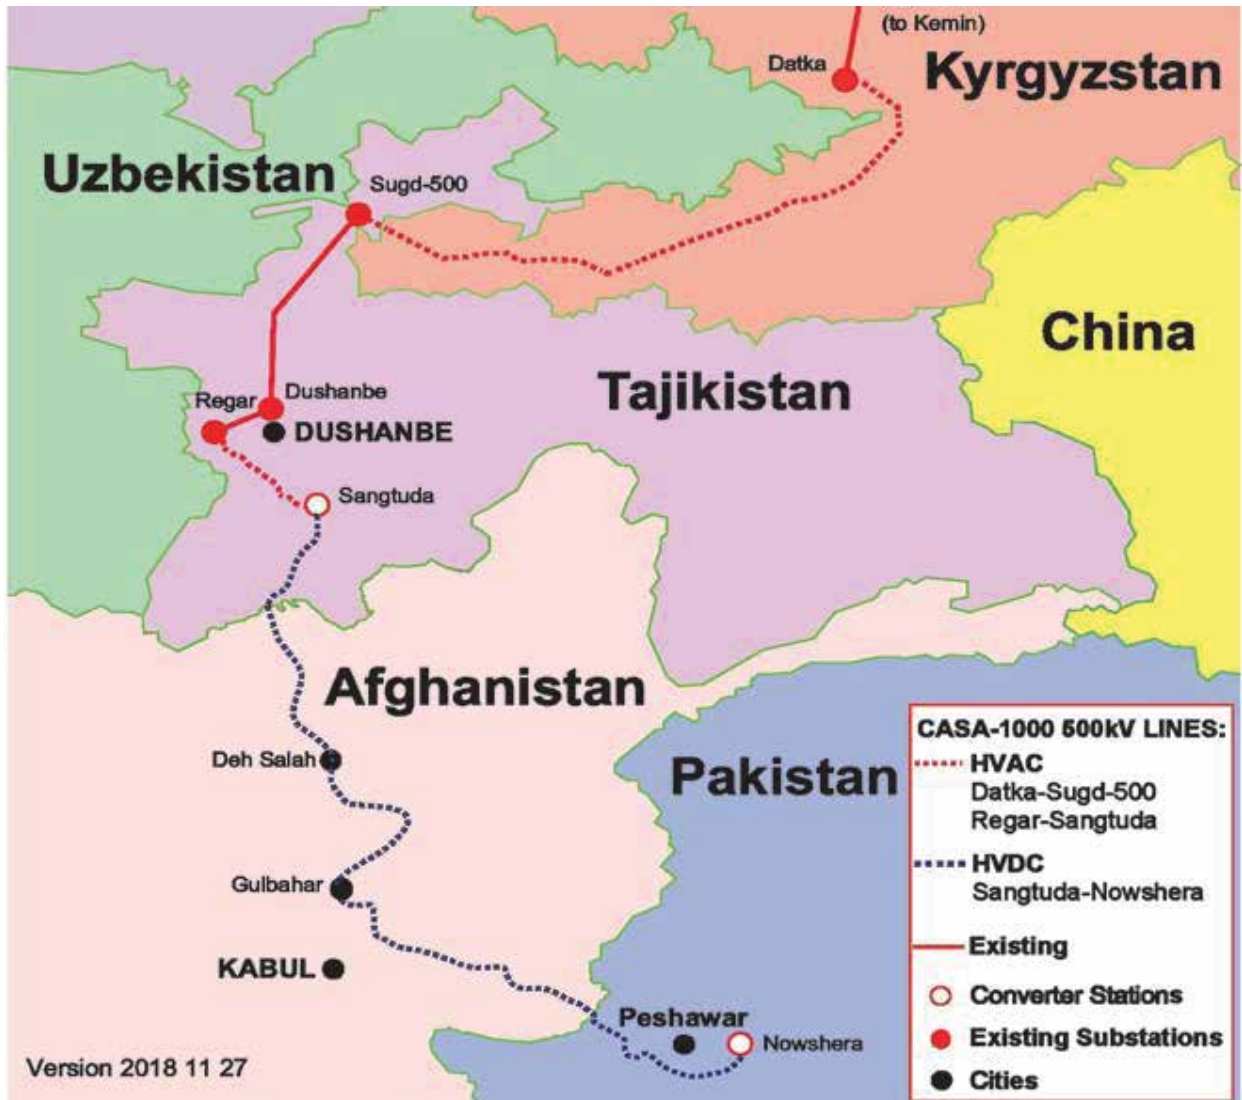 (to Kemin)
Datka
Kyrgyzstan
Uzbekistan
Sugd-500
China
Tajikistan
Regar
Dushanbe
DUSHANBE
Sangtuda
Afghanistan
Deh Salah
Pakistan
Gulbahar
KABUL
Peshawar
Nowshera
Version 2018 11 27
CASA-1000 500kV LINES:
HVAC
Datka-Sugd-500
Regar-Sangtuda
HVDC
Sangtuda-Nowshera
Existing
Converter Stations
Existing Substations
Cities